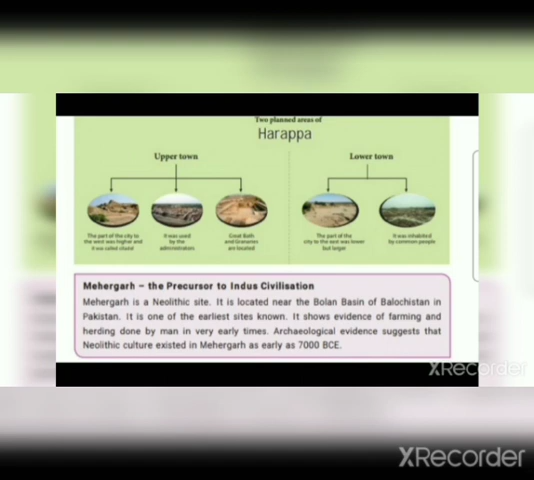 Two planned areas of
Harappa
Upper town
Lower town
The part of the city to
the west was higher and
it was called citadel
It was used
by the
administrators
Great Bath
and Granaries
are located
The part of the
city to the east was lower
but larger
It was inhabited
by common people
Mehergarh – the Precursor to Indus Civilisation
Mehergarh is a Neolithic site. It is located near the Bolan Basin of Balochistan in
Pakistan. It is one of the earliest sites known. It shows evidence of farming and
herding done by man in very early times. Archaeological evidence suggests that
Neolithic culture existed in Mehergarh as early as 7000 BCE.
XRecorder
XRecorder